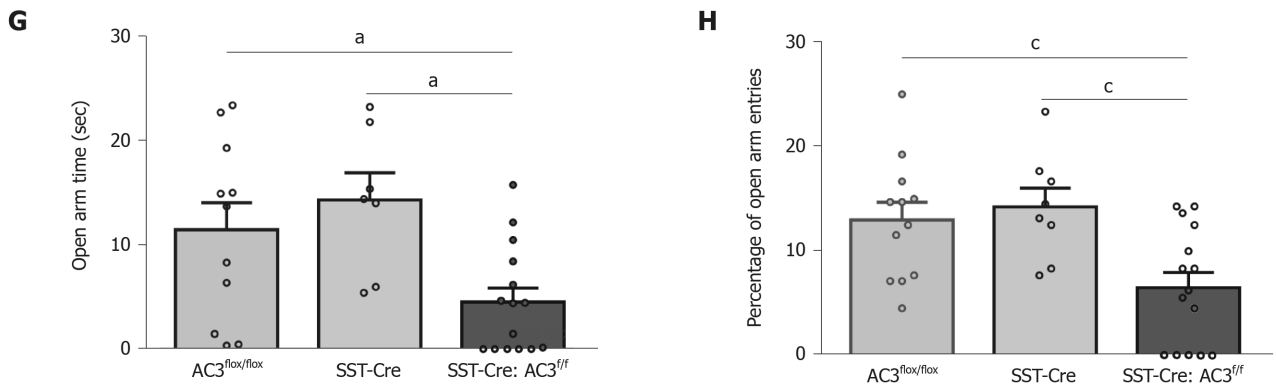 G
30
20
10
0
Open arm time (sec)
a
a
AC3flox/flox
SST-Cre
SST-Cre: AC3f/f
H
30
20
10
0
Percentage of open arm entries
c
c
AC3flox/flox
SST-Cre
SST-Cre: AC3f/f